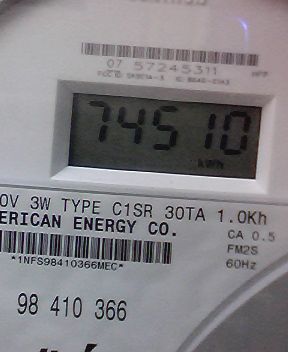 07 57245311
74510
kWh
0V 3W TYPE C1SR 30TA 1.0Kh
ERICAN ENERGY CO.
CA 0.5
FM2S
60Hz
*1NFS98410366MEC*
98 410 366